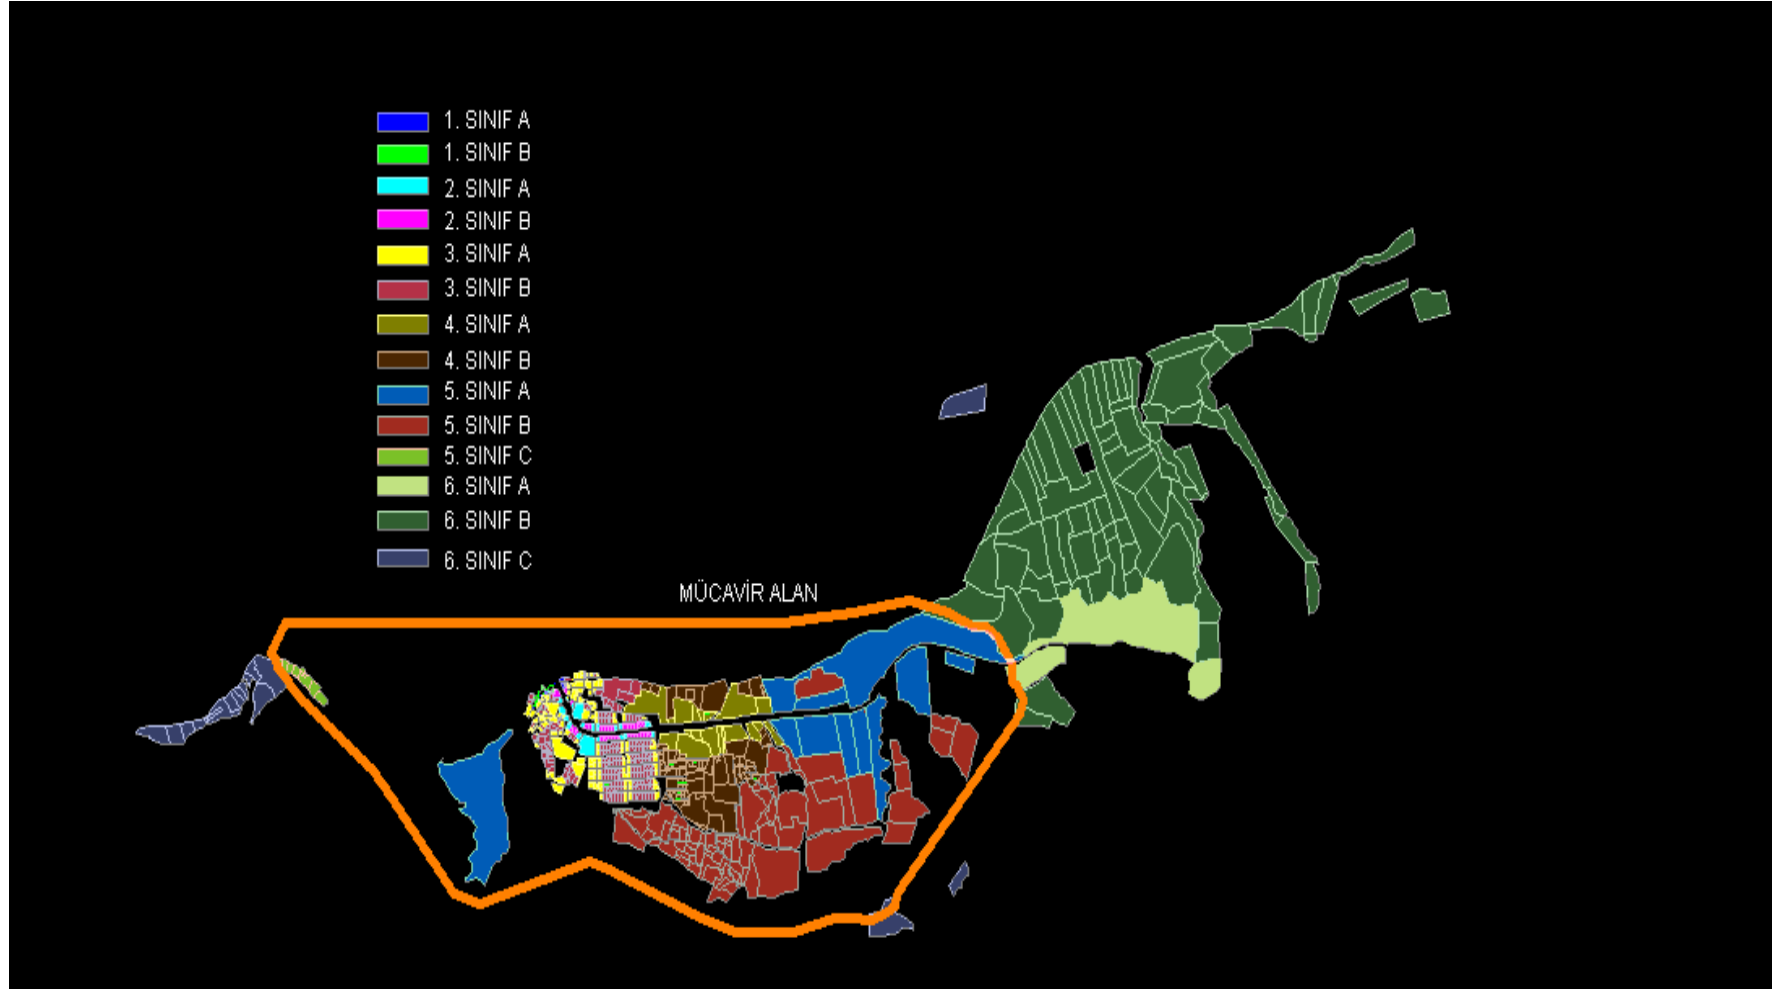 1. SINIF A
1. SINIF B
2. SINIF A
2. SINIF B
3. SINIF A
3. SINIF B
4. SINIF A
4. SINIF B
5. SINIF A
5. SINIF B
5. SINIF C
6. SINIF A
6. SINIF B
6. SINIF C
MÜCAVİR ALAN